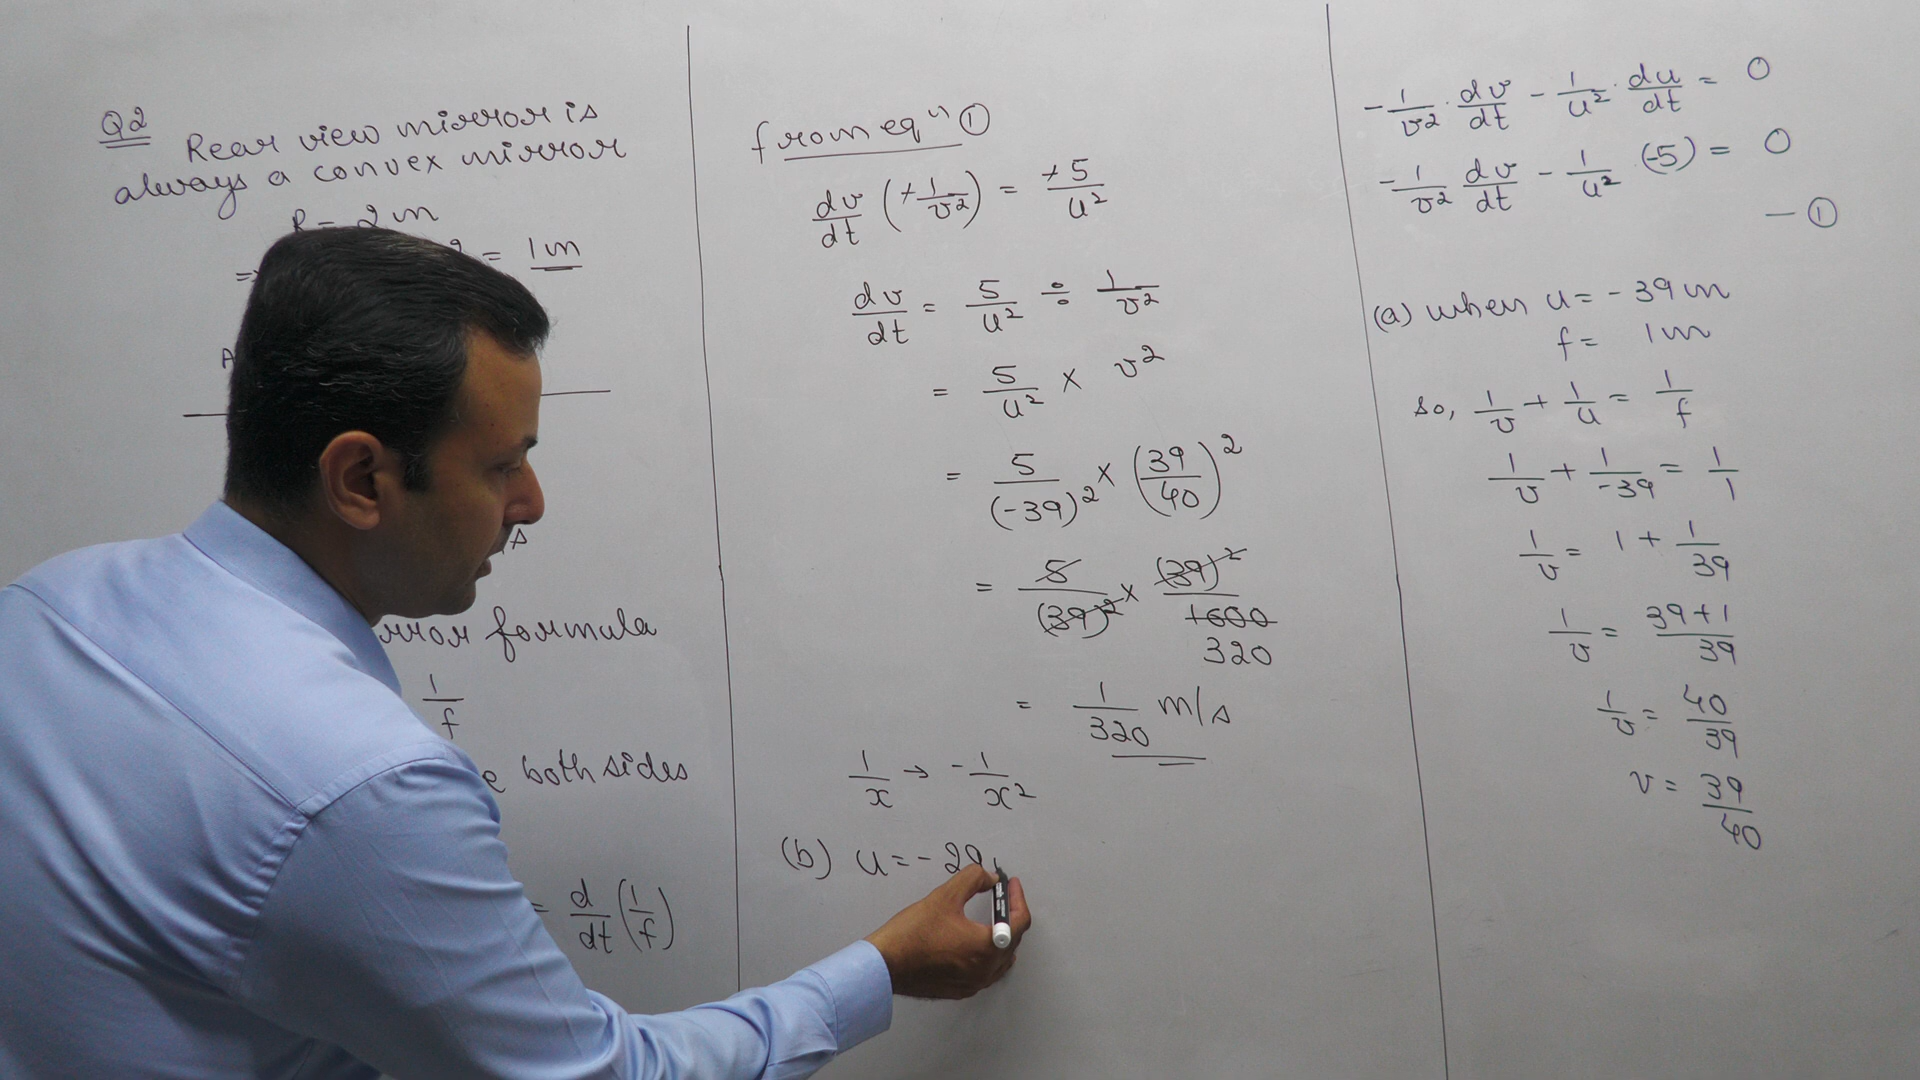 Q2
Rear view mirror is
always a convex mirror
R = 2m
⇒ = 1m
mirror formula
1/f
both sides
= d/dt (1/f)
from eqⁿ ①
dv/dt (+1/v²) = +5/u²
dv/dt = 5/u² ÷ 1/v²
= 5/u² × v²
= 5/(-39)² × (39/40)²
= 5/(39)² × (39)²/1600
320
= 1/320 m/s
1/x → -1/x²
(b) u = - 29
-1/v² · dv/dt - 1/u² · du/dt = 0
-1/v² dv/dt - 1/u² · (-5) = 0
— ①
(a) when u = - 39 m
f = 1m
so, 1/v + 1/u = 1/f
1/v + 1/-39 = 1/1
1/v = 1 + 1/39
1/v = 39+1/39
1/v = 40/39
v = 39/40